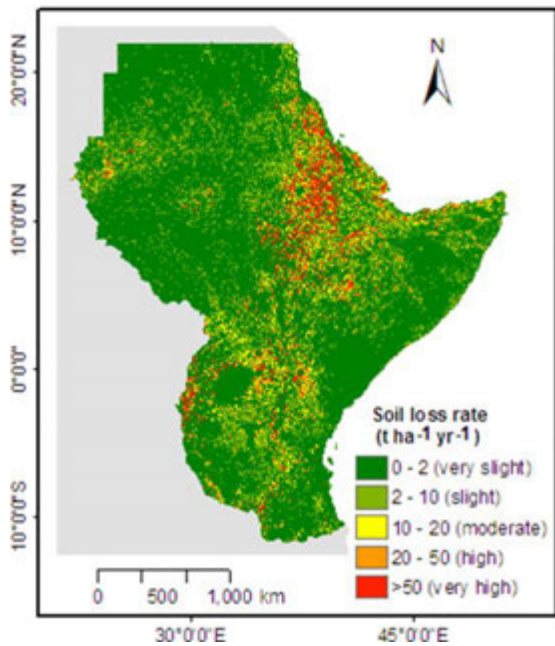 N
20°0'0"N
10°0'0"N
0°0'0"
10°0'0"S
Soil loss rate
(t ha-1 yr-1)
0 - 2 (very slight)
2 - 10 (slight)
10 - 20 (moderate)
20 - 50 (high)
>50 (very high)
0 500 1,000 km
30°0'0"E 45°0'0"E